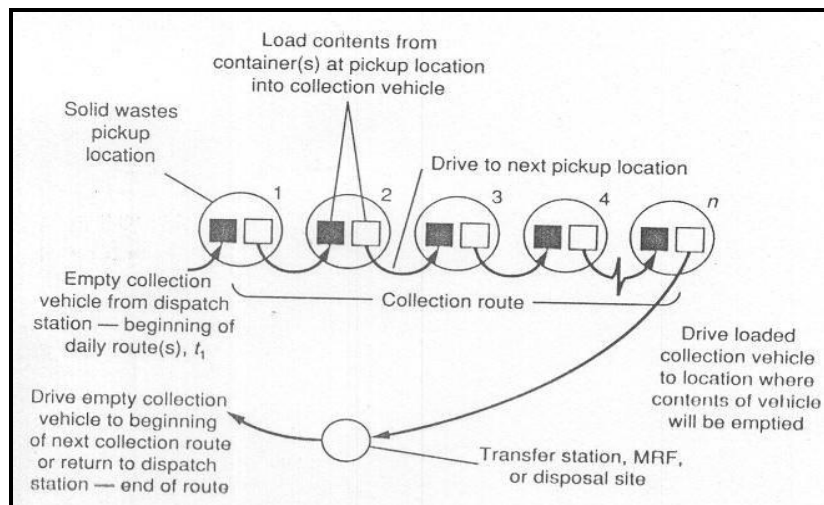 Load contents from
container(s) at pickup location
into collection vehicle
Solid wastes
pickup
location
Drive to next pickup location
1
2
3
4
n
Empty collection
vehicle from dispatch
station — beginning of
daily route(s), t₁
Collection route
Drive loaded
collection vehicle
to location where
contents of vehicle
will be emptied
Drive empty collection
vehicle to beginning
of next collection route
or return to dispatch
station — end of route
Transfer station, MRF,
or disposal site